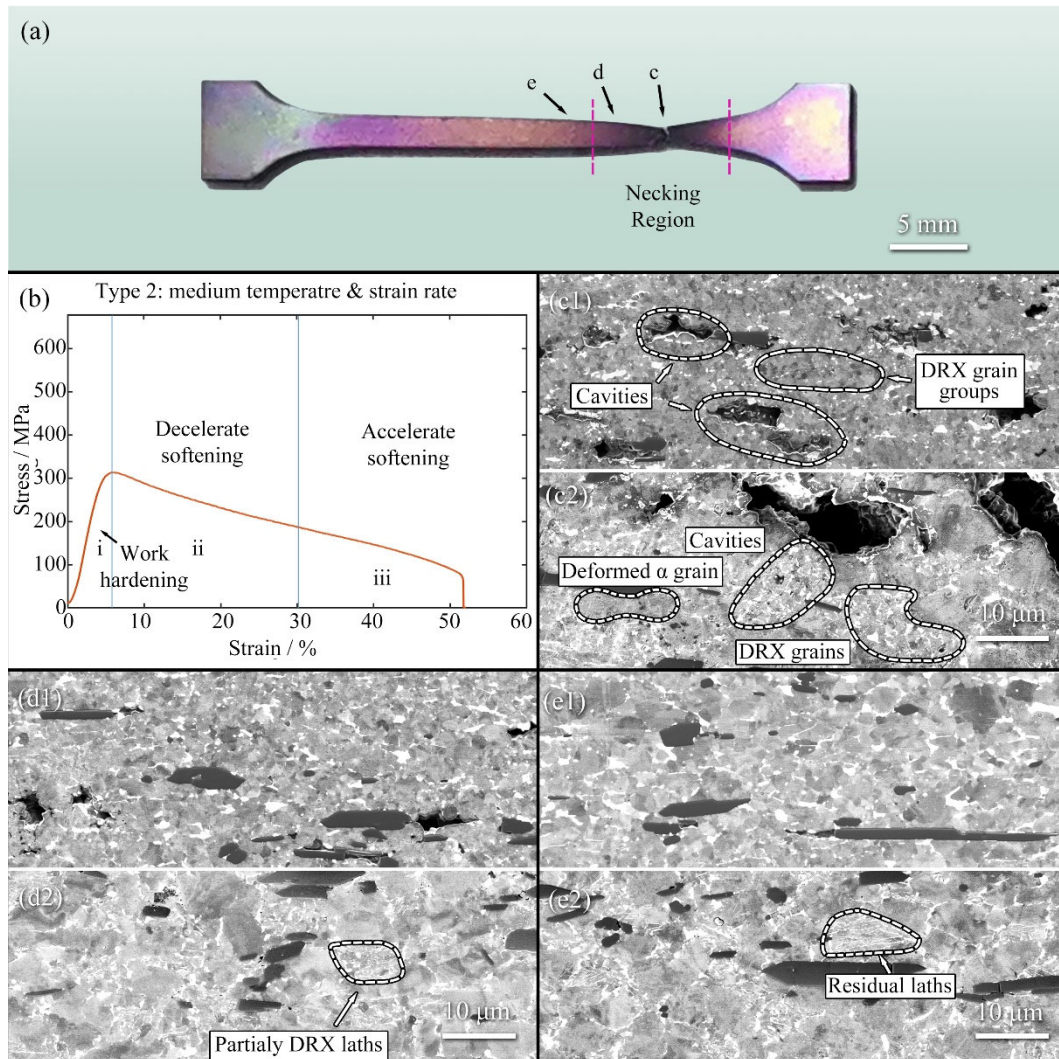 (a)
e
d
c
Necking
Region
5 mm
(b)
Type 2: medium temperatre & strain rate
600
500
400
300
200
100
0
Stress / MPa
Decelerate
softening
Accelerate
softening
i
Work
hardening
ii
iii
0
10
20
30
40
50
60
Strain / %
(c1)
Cavities
DRX grain
groups
(c2)
Cavities
Deformed α grain
DRX grains
10 μm
(d1)
(d2)
Partialy DRX laths
10 μm
(e1)
(e2)
Residual laths
10 μm